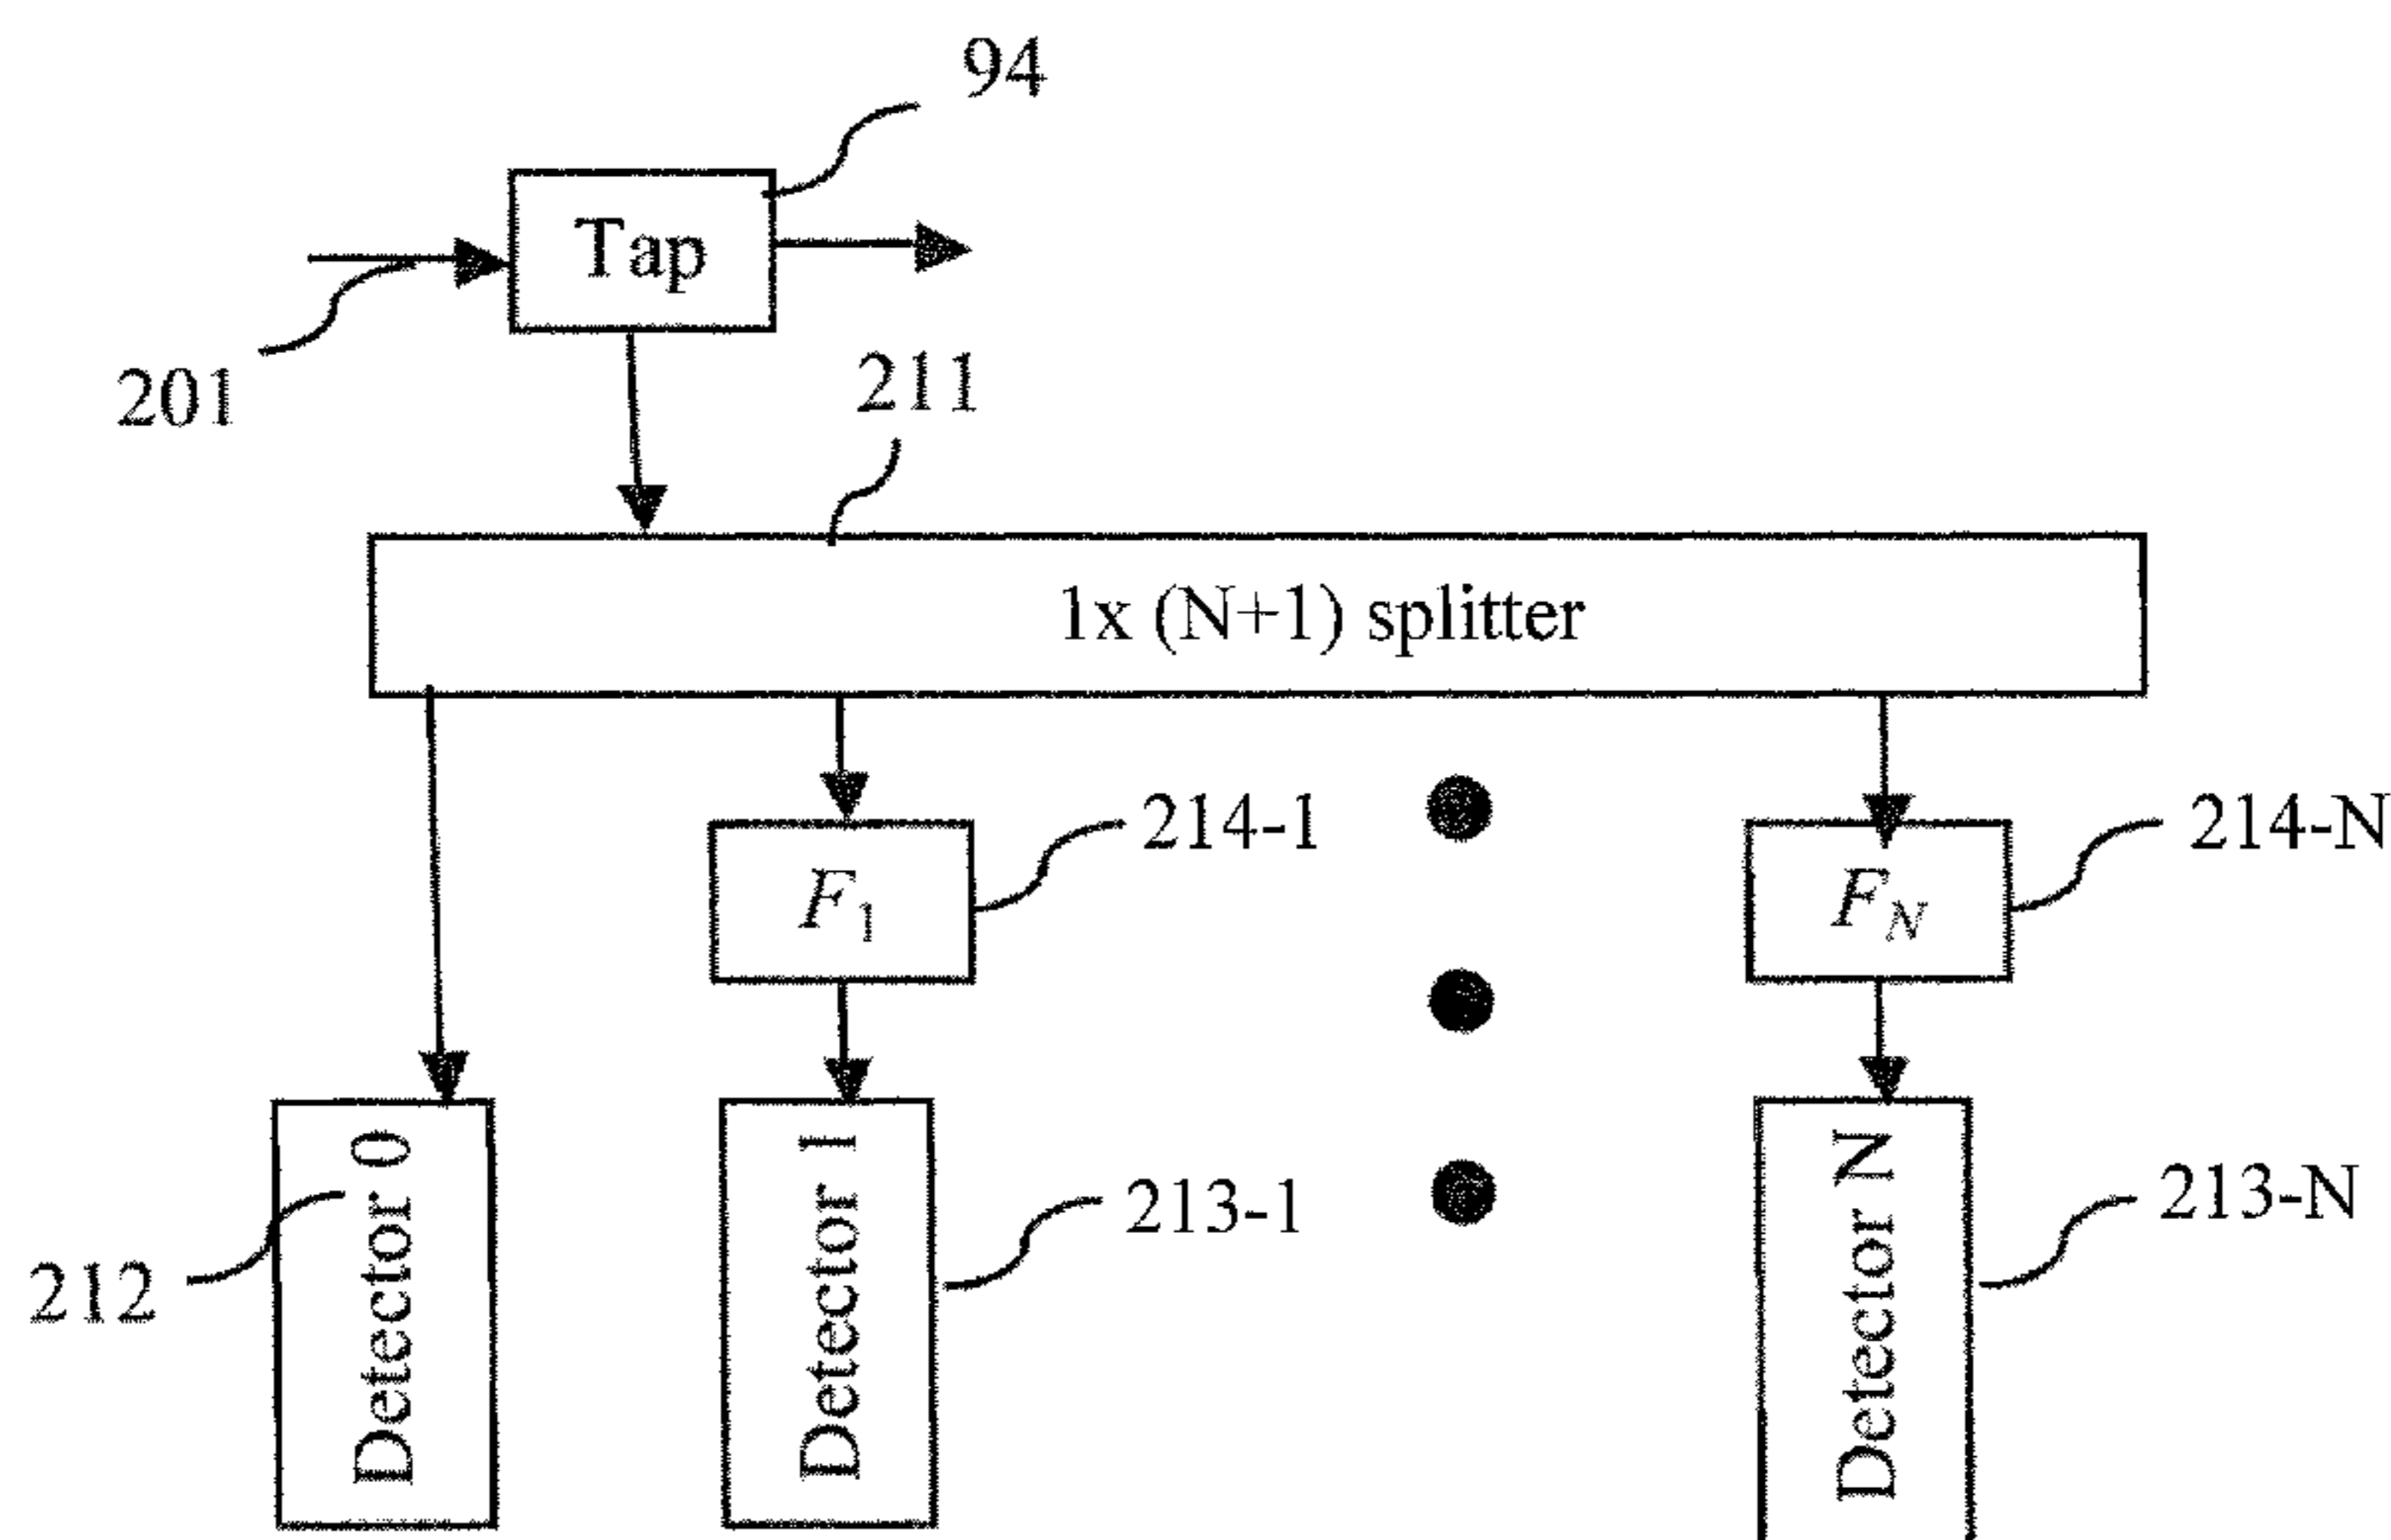 94
Tap
201
211
1x (N+1) splitter
214-1
214-N
F1
FN
Detector 0
Detector 1
Detector N
213-1
213-N
212